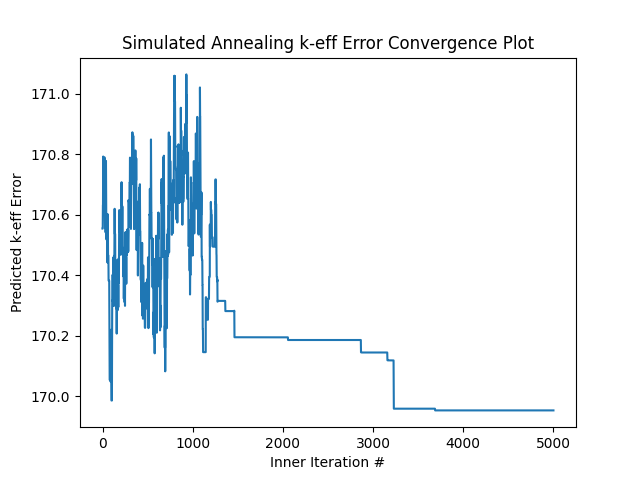 Simulated Annealing k-eff Error Convergence Plot
Predicted k-eff Error
171.0
170.8
170.6
170.4
170.2
170.0
0 1000 2000 3000 4000 5000
Inner Iteration #